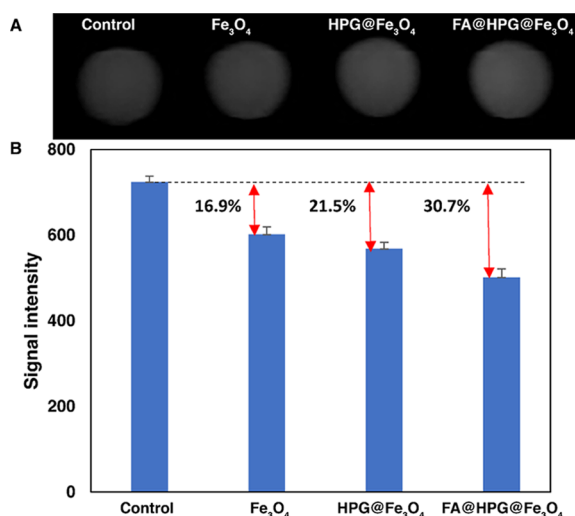 A
Control Fe₃O₄ HPG@Fe₃O₄ FA@HPG@Fe₃O₄
B
800
16.9% 21.5% 30.7%
600
400
200
0
Signal intensity
Control Fe₃O₄ HPG@Fe₃O₄ FA@HPG@Fe₃O₄